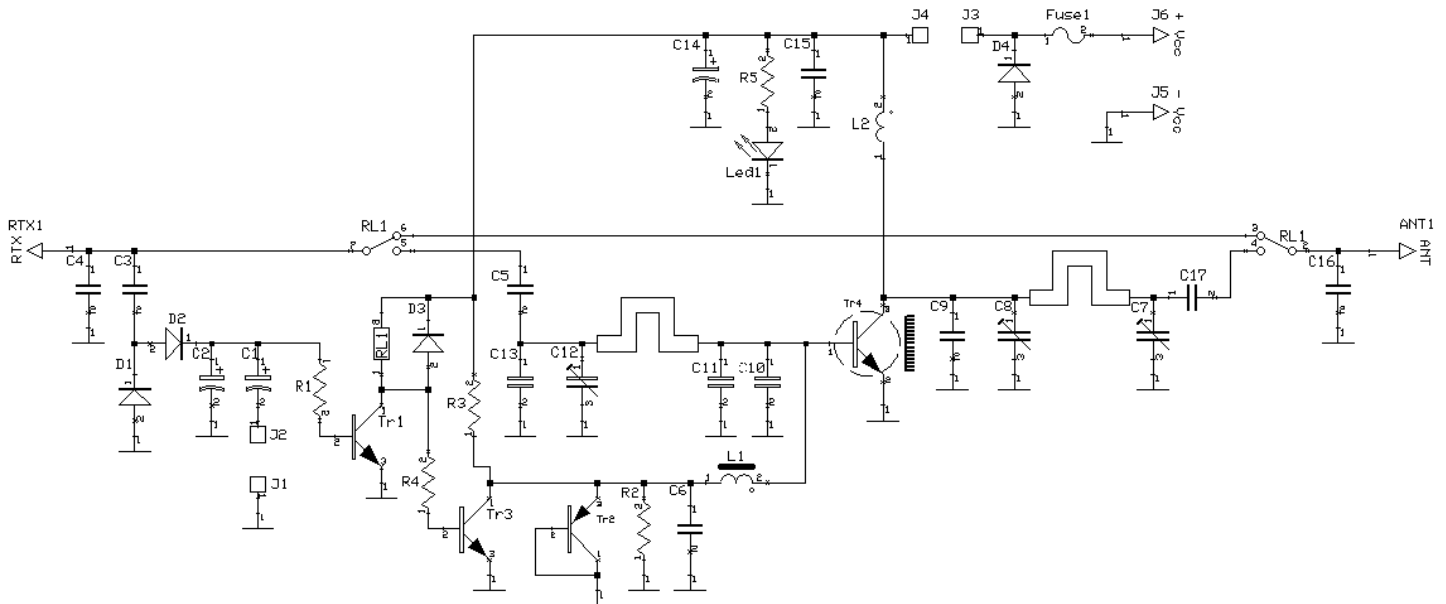 J4
J3
Fuse1
J6 +
Vcc
C14
R5
C15
D4
J5 -
Vcc
L2
Led1
RTX1
RTX
C4
C3
RL1
RL1
ANT1
ANT
C16
C5
C17
D2
D1
C2
C1
R1
RL1
D3
R3
C13
C12
C11
C10
Tr4
C9
C8
C7
Tr1
J2
J1
R4
L1
Tr3
Tr2
R2
C6